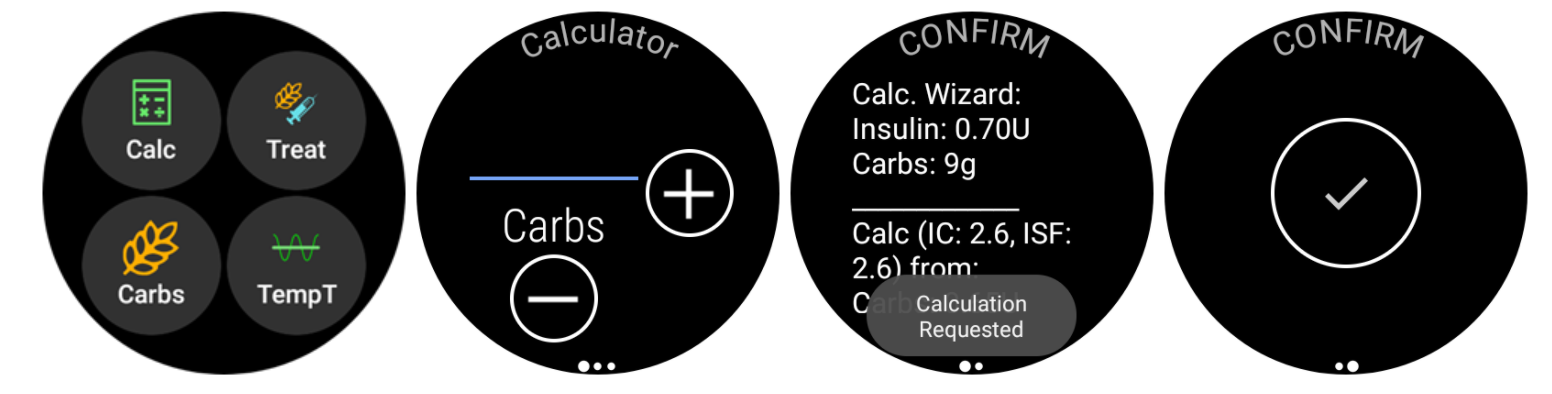 Calc
Treat
Carbs
TempT
Calculator
Carbs
CONFIRM
Calc. Wizard:
Insulin: 0.70U
Carbs: 9g
Calc (IC: 2.6, ISF:
2.6) from:
Calculation
Requested
CONFIRM